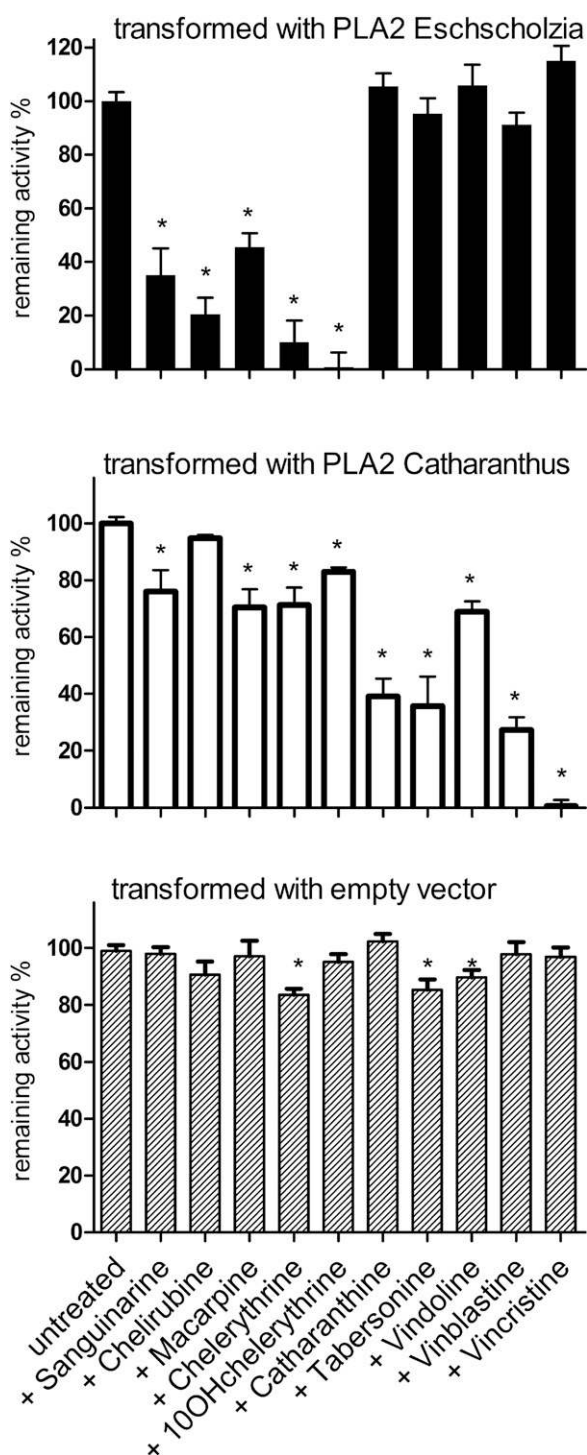 transformed with PLA2 Eschscholzia
remaining activity %
120
100
80
60
40
20
0
* * * * *
transformed with PLA2 Catharanthus
remaining activity %
100
80
60
40
20
0
* * * * * * * * *
transformed with empty vector
remaining activity %
100
80
60
40
20
0
* * *
untreated
+ Sanguinarine
+ Chelirubine
+ Macarpine
+ Chelerythrine
+ 10OHchelerythrine
+ Catharanthine
+ Tabersonine
+ Vindoline
+ Vinblastine
+ Vincristine